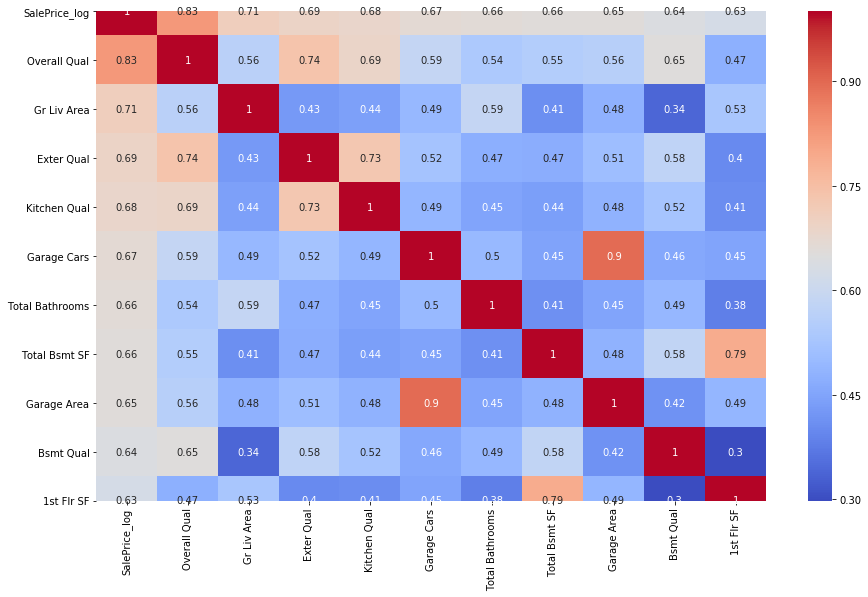 SalePrice_log 1 0.83 0.71 0.69 0.68 0.67 0.66 0.66 0.65 0.64 0.63
Overall Qual 0.83 1 0.56 0.74 0.69 0.59 0.54 0.55 0.56 0.65 0.47
Gr Liv Area 0.71 0.56 1 0.43 0.44 0.49 0.59 0.41 0.48 0.34 0.53
Exter Qual 0.69 0.74 0.43 1 0.73 0.52 0.47 0.47 0.51 0.58 0.4
Kitchen Qual 0.68 0.69 0.44 0.73 1 0.49 0.45 0.44 0.48 0.52 0.41
Garage Cars 0.67 0.59 0.49 0.52 0.49 1 0.5 0.45 0.9 0.46 0.45
Total Bathrooms 0.66 0.54 0.59 0.47 0.45 0.5 1 0.41 0.45 0.49 0.38
Total Bsmt SF 0.66 0.55 0.41 0.47 0.44 0.45 0.41 1 0.48 0.58 0.79
Garage Area 0.65 0.56 0.48 0.51 0.48 0.9 0.45 0.48 1 0.42 0.49
Bsmt Qual 0.64 0.65 0.34 0.58 0.52 0.46 0.49 0.58 0.42 1 0.3
1st Flr SF 0.63 0.47 0.53 0.4 0.41 0.45 0.38 0.79 0.49 0.3 1
SalePrice_log
Overall Qual
Gr Liv Area
Exter Qual
Kitchen Qual
Garage Cars
Total Bathrooms
Total Bsmt SF
Garage Area
Bsmt Qual
1st Flr SF
0.90
0.75
0.60
0.45
0.30